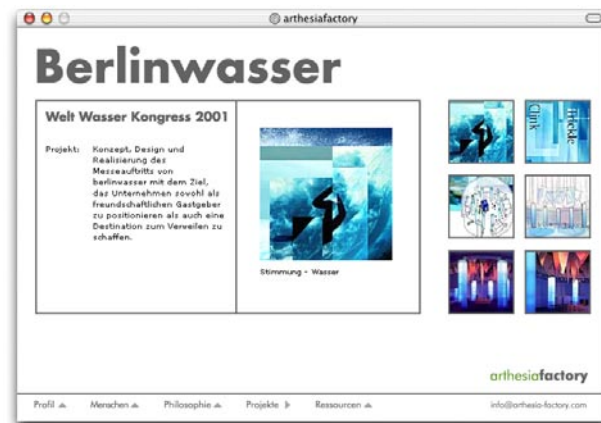 arthesiafactory
Berlinwasser
Welt Wasser Kongress 2001
Projekt: Konzept, Design und
Realisierung des
Messeauftritts von
berlinwasser mit dem Ziel,
das Unternehmen sowohl als
freundschaftlichen Gastgeber
zu positionieren als auch eine
Destination zum Verweilen zu
schaffen.
Stimmung - Wasser
Clink
arthesiafactory
Profil Menschen Philosophie Projekte Ressourcen info@arthesia-factory.com